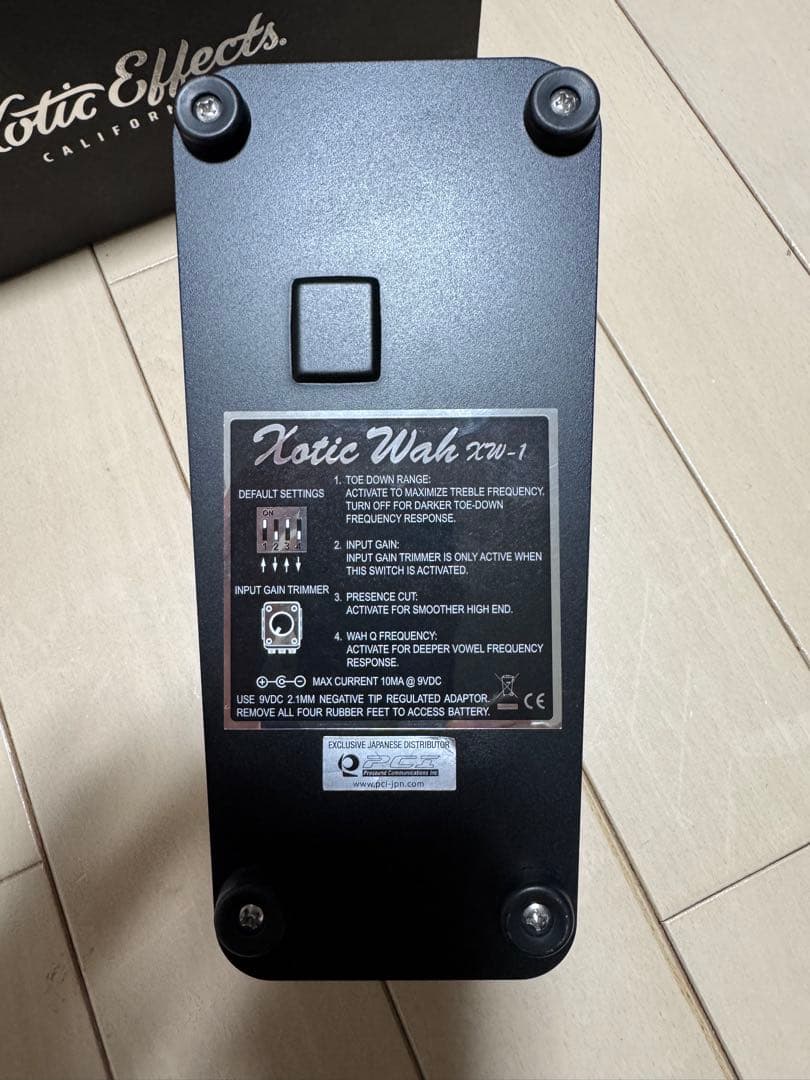 Xotic Effects.
CALIFOR
Xotic Wah XW-1
DEFAULT SETTINGS
ON
1 2 3 4
INPUT GAIN TRIMMER
1. TOE DOWN RANGE:
ACTIVATE TO MAXIMIZE TREBLE FREQUENCY.
TURN OFF FOR DARKER TOE-DOWN
FREQUENCY RESPONSE.
2. INPUT GAIN:
INPUT GAIN TRIMMER IS ONLY ACTIVE WHEN
THIS SWITCH IS ACTIVATED.
3. PRESENCE CUT:
ACTIVATE FOR SMOOTHER HIGH END.
4. WAH Q FREQUENCY:
ACTIVATE FOR DEEPER VOWEL FREQUENCY
RESPONSE.
MAX CURRENT 10MA @ 9VDC
USE 9VDC 2.1MM NEGATIVE TIP REGULATED ADAPTOR.
REMOVE ALL FOUR RUBBER FEET TO ACCESS BATTERY.
CE
EXCLUSIVE JAPANESE DISTRIBUTOR
PCI
Prosound Communications Inc
www.pci-jpn.com